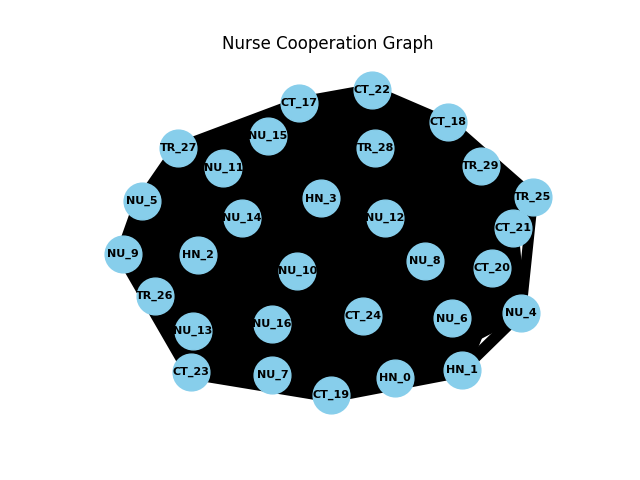 Nurse Cooperation Graph
CT_22
CT_17
CT_18
NU_15
TR_27
TR_28
TR_29
NU_11
TR_25
HN_3
NU_5
NU_14
NU_12
CT_21
NU_9
HN_2
NU_8
CT_20
NU_10
TR_26
NU_4
CT_24
NU_6
NU_16
NU_13
HN_1
CT_23
NU_7
HN_0
CT_19